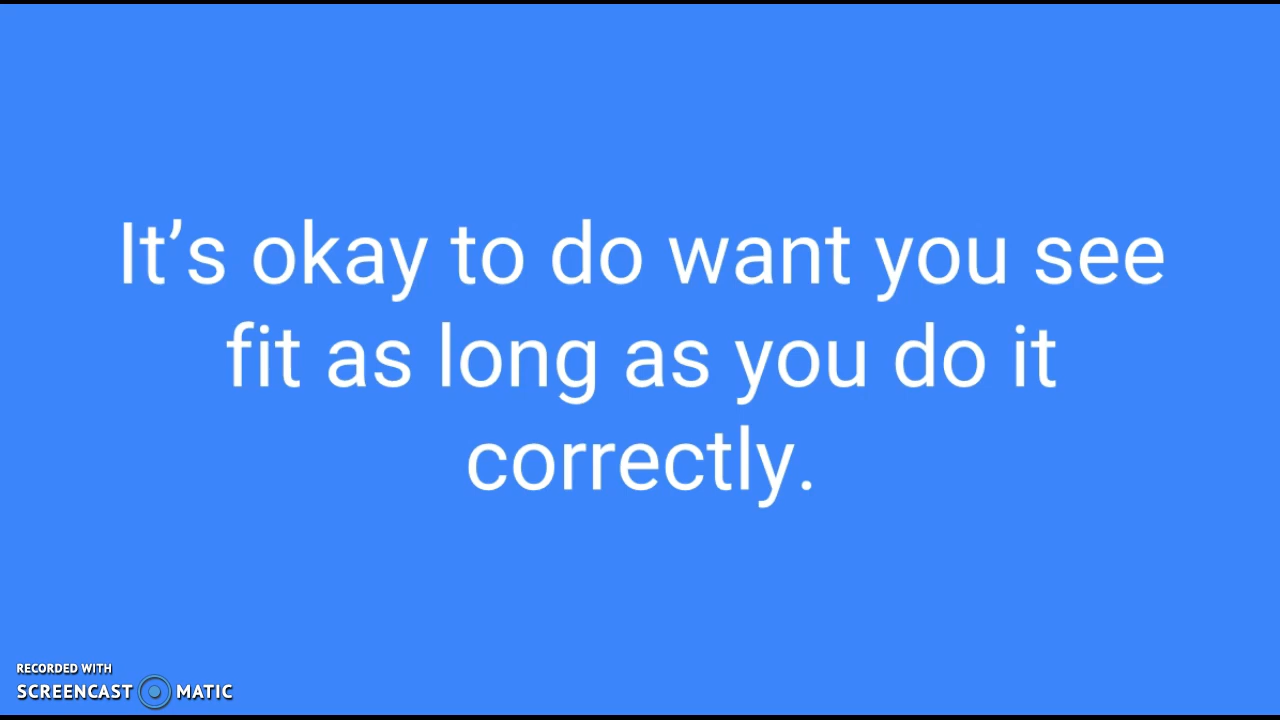 It’s okay to do want you see
fit as long as you do it
correctly.
RECORDED WITH
SCREENCAST MATIC